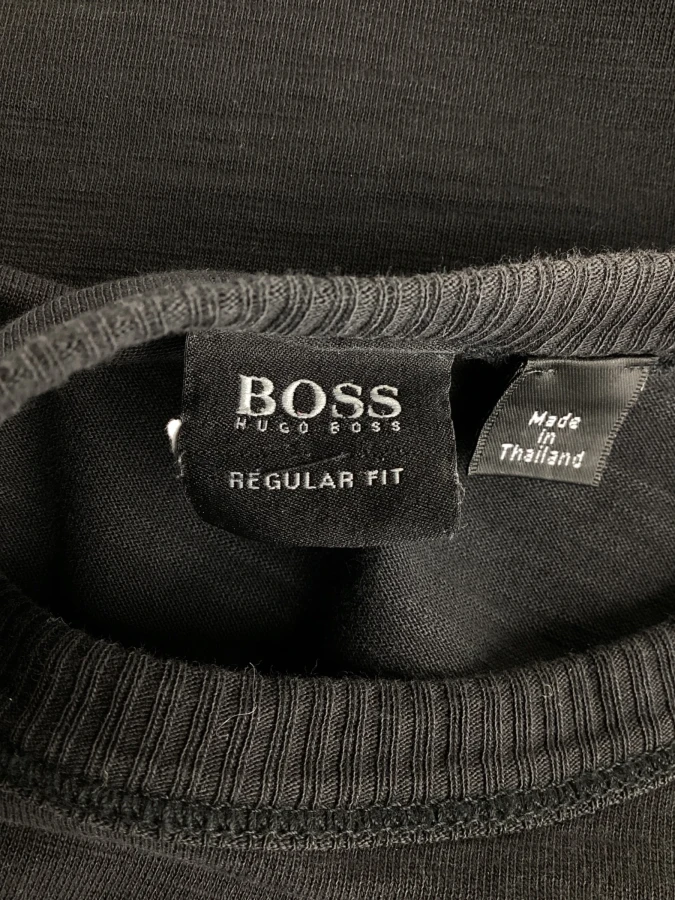 BOSS
HUGO BOSS
REGULAR FIT
Made
in
Thailand